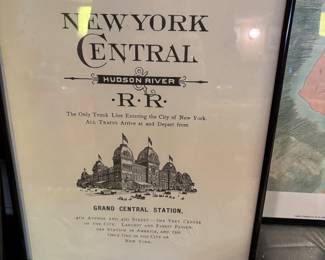 NEW YORK
CENTRAL
HUDSON RIVER
R·R·
The Only Trunk Line Entering the City of New York.
All Trains Arrive at and Depart from
GRAND CENTRAL STATION,
4th Avenue and 42d Street—the Very Centre
of the City. Largest and Finest Passen-
ger Station in America, and the
Only One in the City of
New York.